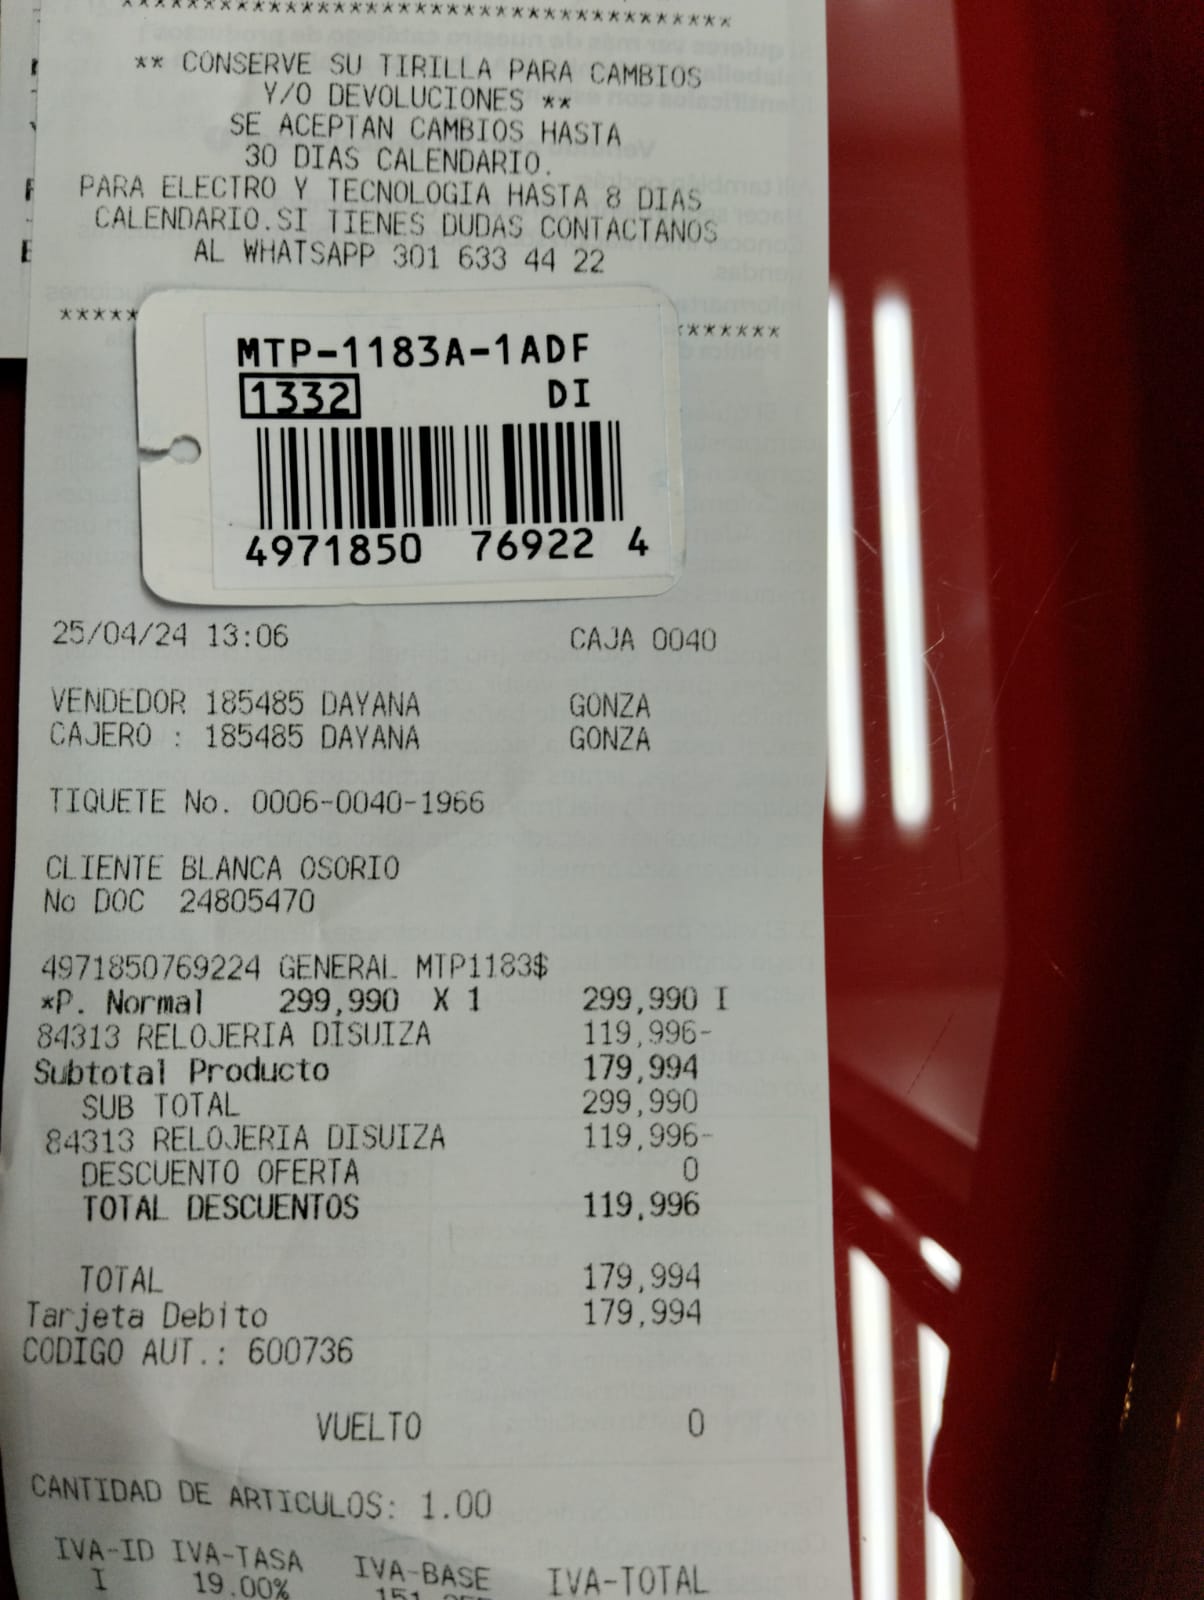 ************************************
** CONSERVE SU TIRILLA PARA CAMBIOS
Y/O DEVOLUCIONES **
SE ACEPTAN CAMBIOS HASTA
30 DIAS CALENDARIO.
PARA ELECTRO Y TECNOLOGIA HASTA 8 DIAS
CALENDARIO.SI TIENES DUDAS CONTACTANOS
AL WHATSAPP 301 633 44 22
MTP-1183A-1ADF
1332 DI
4971850 76922 4
25/04/24 13:06 CAJA 0040
VENDEDOR 185485 DAYANA GONZA
CAJERO : 185485 DAYANA GONZA
TIQUETE No. 0006-0040-1966
CLIENTE BLANCA OSORIO
No DOC 24805470
4971850769224 GENERAL MTP1183$
*P. Normal 299,990 X 1 299,990 I
84313 RELOJERIA DISUIZA 119,996-
Subtotal Producto 179,994
SUB TOTAL 299,990
84313 RELOJERIA DISUIZA 119,996-
DESCUENTO OFERTA 0
TOTAL DESCUENTOS 119,996
TOTAL 179,994
Tarjeta Debito 179,994
CODIGO AUT.: 600736
VUELTO 0
CANTIDAD DE ARTICULOS: 1.00
IVA-ID IVA-TASA IVA-BASE IVA-TOTAL
I 19.00%